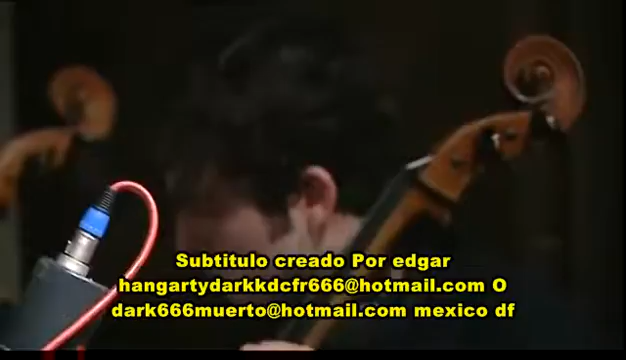 Subtitulo creado Por edgar
hangartydarkkdcfr666@hotmail.com O
dark666muerto@hotmail.com mexico df